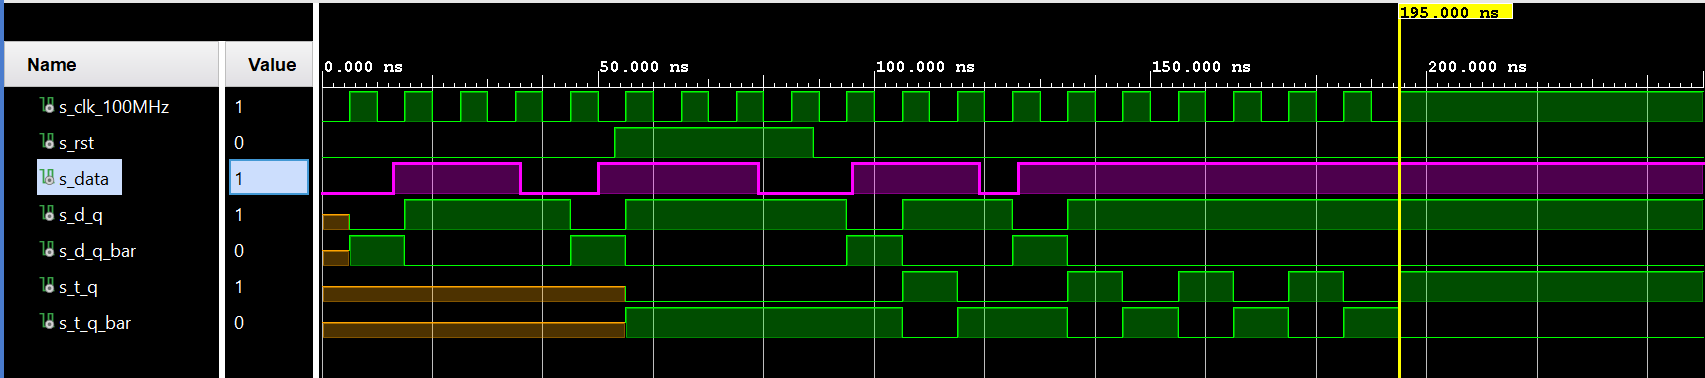 195.000 ns
Name Value
0.000 ns 50.000 ns 100.000 ns 150.000 ns 200.000 ns
s_clk_100MHz 1
s_rst 0
s_data 1
s_d_q 1
s_d_q_bar 0
s_t_q 1
s_t_q_bar 0